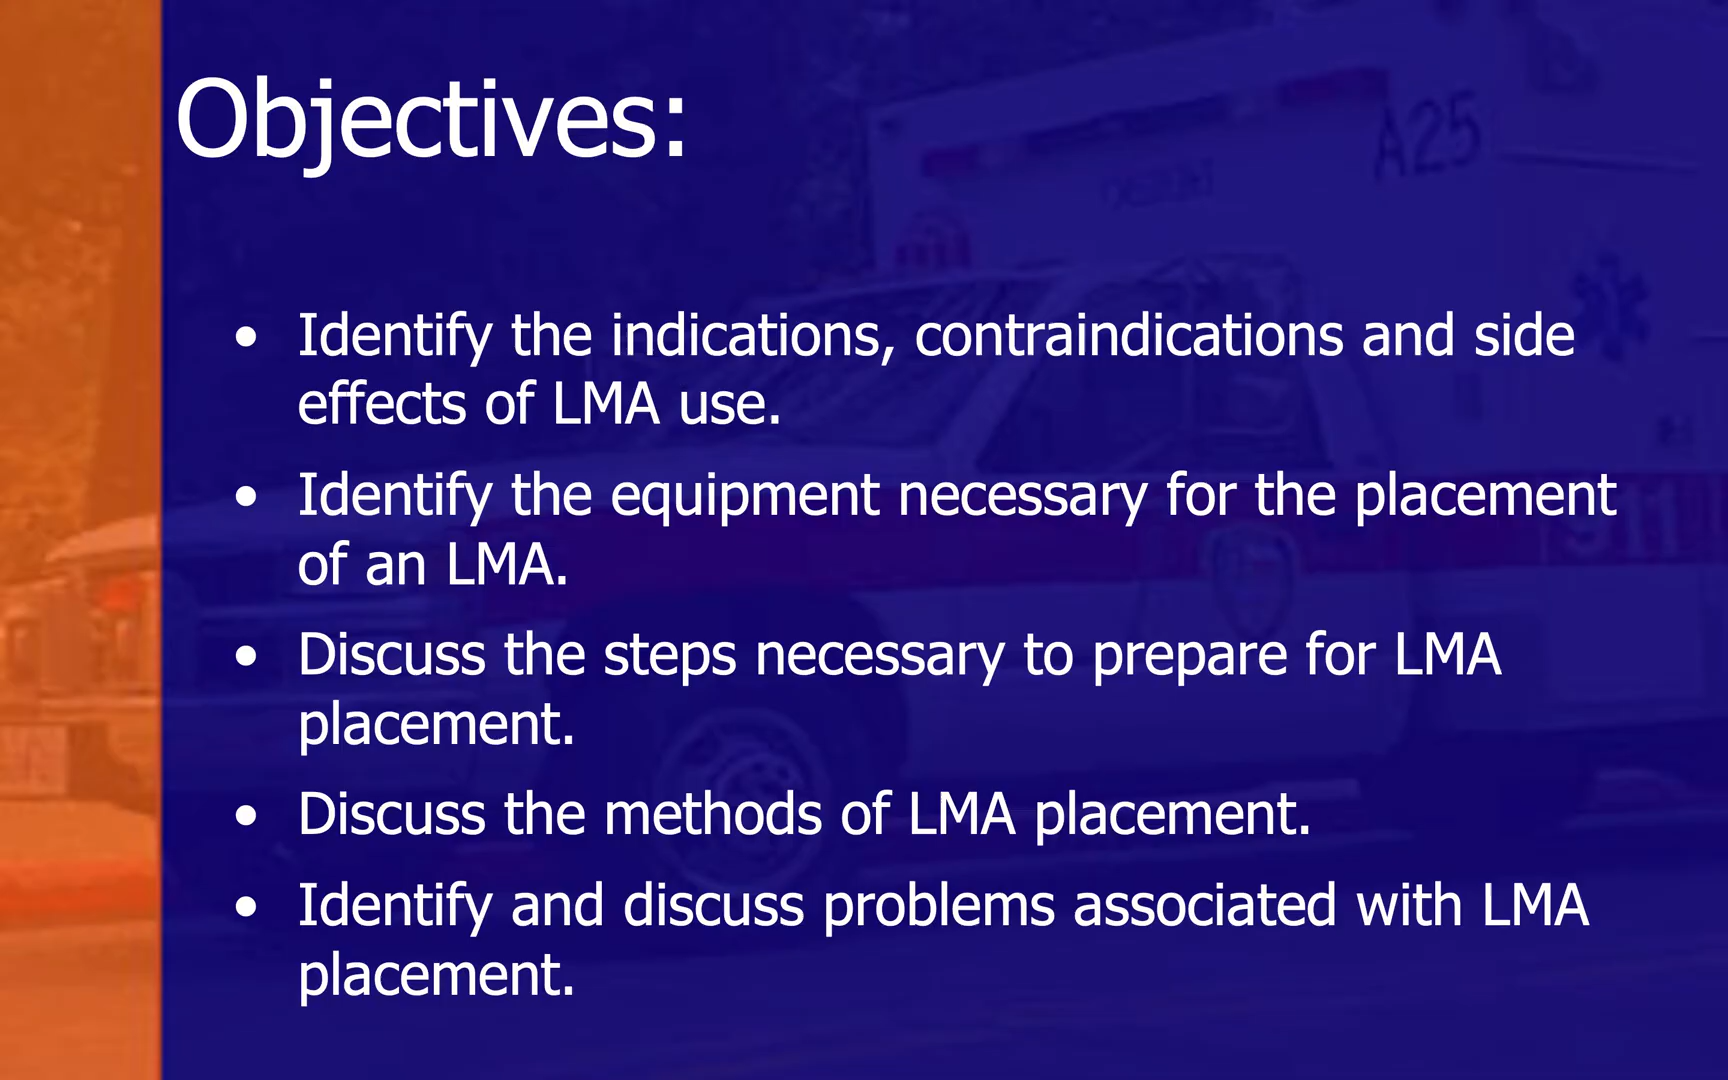 Objectives:
A25
• Identify the indications, contraindications and side
effects of LMA use.
• Identify the equipment necessary for the placement
of an LMA.
911
• Discuss the steps necessary to prepare for LMA
placement.
• Discuss the methods of LMA placement.
• Identify and discuss problems associated with LMA
placement.